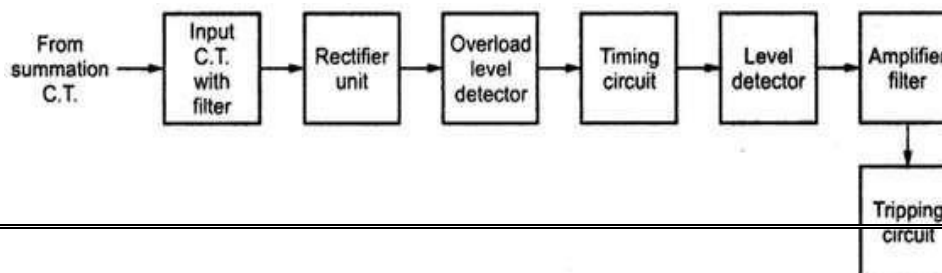 From
summation
C.T.
Input
C.T.
with
filter
Rectifier
unit
Overload
level
detector
Timing
circuit
Level
detector
Amplifier
filter
Tripping
circuit